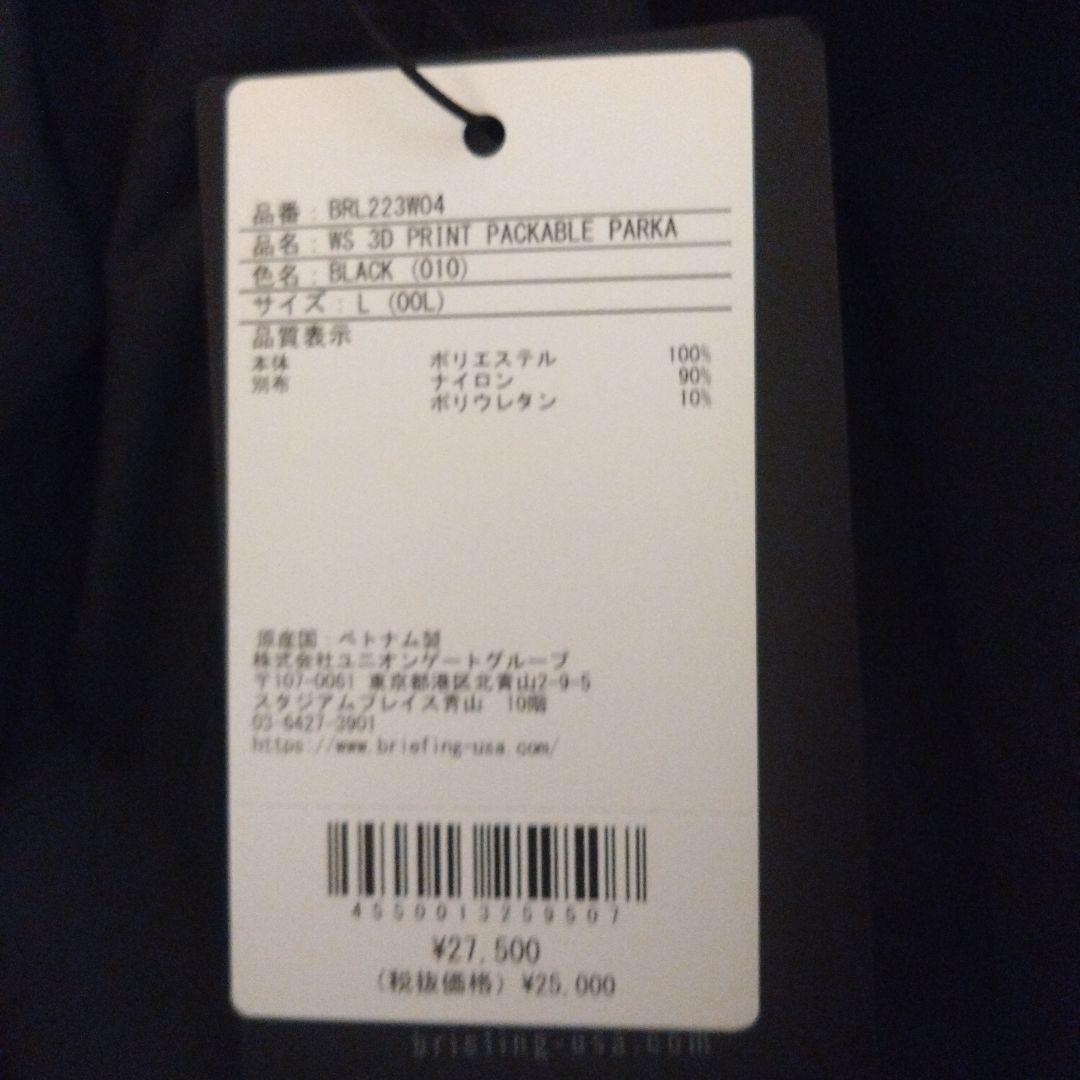 品番 : BRL223W04
品名 : WS 3D PRINT PACKABLE PARKA
色名 : BLACK (010)
サイズ : L (00L)
品質表示
本体 ポリエステル 100%
別布 ナイロン 90%
ポリウレタン 10%
原産国 : ベトナム製
株式会社ユニオンゲートグループ
〒107-0061 東京都港区北青山2-9-5
スタジアムプレイス青山 10階
03-6427-3901
https://www.briefing-usa.com/
4550013259507
¥27,500
(税抜価格) ¥25,000
briefing-usa.com